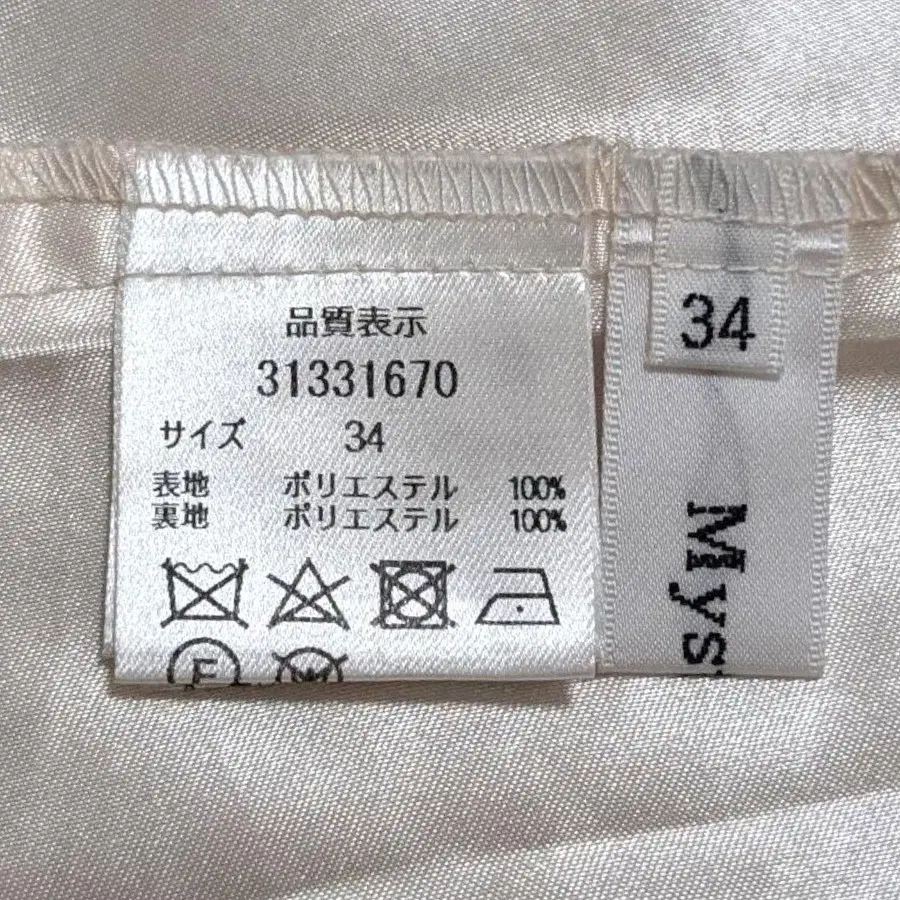 品質表示
31331670
サイズ 34
表地 ポリエステル 100%
裏地 ポリエステル 100%
F
34